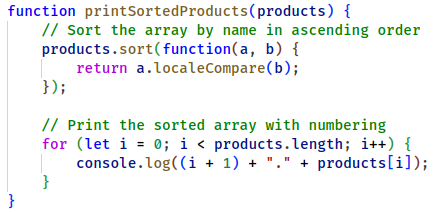 function printSortedProducts(products) {
    // Sort the array by name in ascending order
    products.sort(function(a, b) {
        return a.localeCompare(b);
    });

    // Print the sorted array with numbering
    for (let i = 0; i < products.length; i++) {
        console.log((i + 1) + "." + products[i]);
    }
}